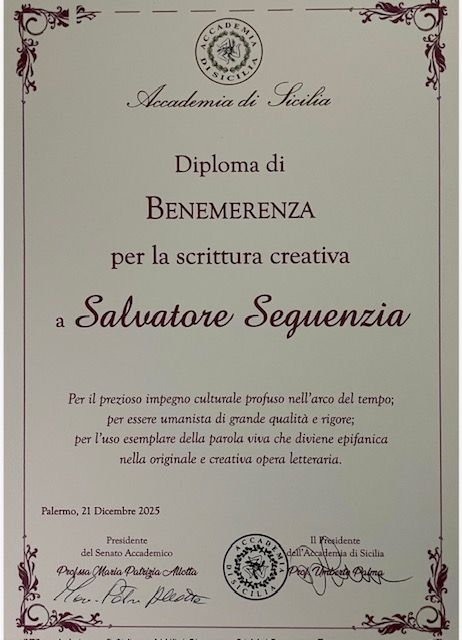 ACCADEMIA DI SICILIA
Accademia di Sicilia
Diploma di
BENEMERENZA
per la scrittura creativa
a Salvatore Seguenzia
Per il prezioso impegno culturale profuso nell'arco del tempo;
per essere umanista di grande qualità e rigore;
per l'uso esemplare della parola viva che diviene epifanica
nella originale e creativa opera letteraria.
Palermo, 21 Dicembre 2025
Presidente
del Senato Accademico
Prof.ssa Maria Patrizia Allotta
ACCADEMIA DI SICILIA
Il Presidente
dell'Accademia di Sicilia
Prof. Umberto Palma